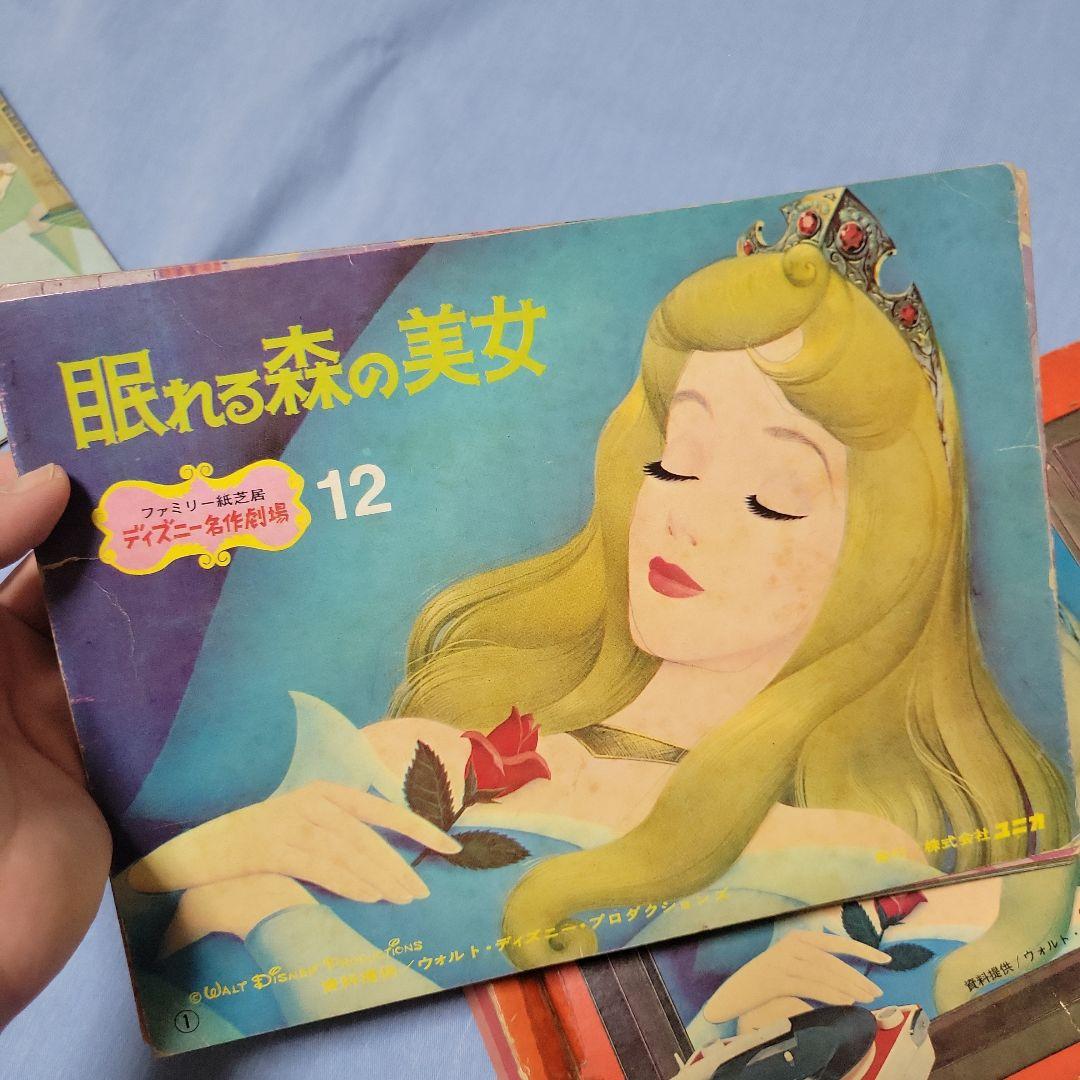 眠れる森の美女
ファミリー紙芝居
ディズニー名作劇場
12
株式会社 ユニカ
© WALT DISNEY PRODUCTIONS
資料提供/ウォルト・ディズニー・プロダクションズ
①
資料提供/ウォルト・